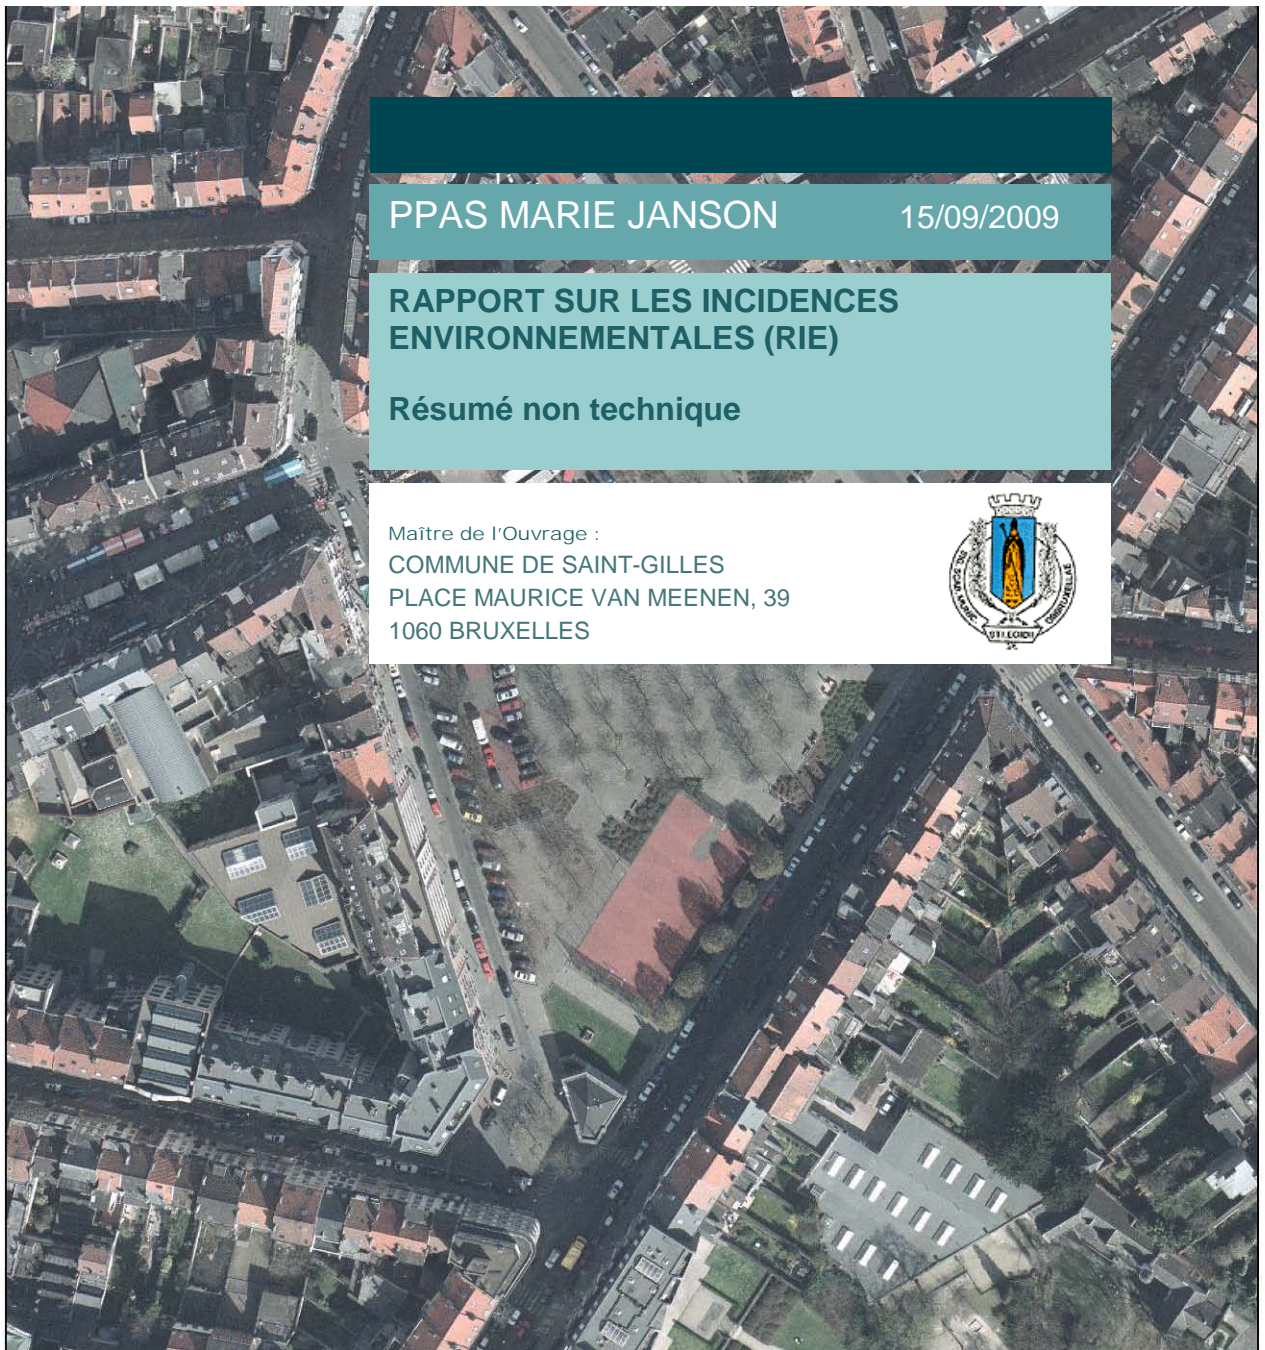 PPAS MARIE JANSON 15/09/2009
RAPPORT SUR LES INCIDENCES
ENVIRONNEMENTALES (RIE)
Résumé non technique
Maître de l'Ouvrage :
COMMUNE DE SAINT-GILLES
PLACE MAURICE VAN MEENEN, 39
1060 BRUXELLES